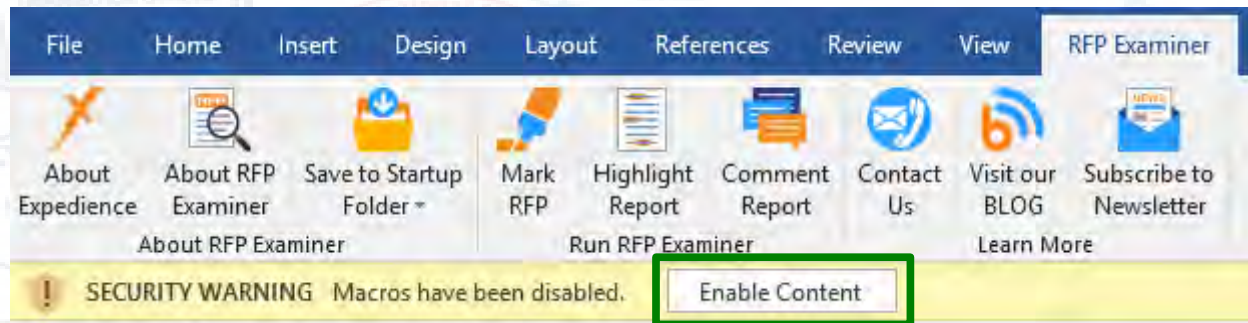 File Home Insert Design Layout References Review View RFP Examiner
About Expedience
About RFP Examiner
Save to Startup Folder
Mark RFP
Highlight Report
Comment Report
Contact Us
Visit our BLOG
Subscribe to Newsletter
About RFP Examiner Run RFP Examiner Learn More
SECURITY WARNING Macros have been disabled. Enable Content